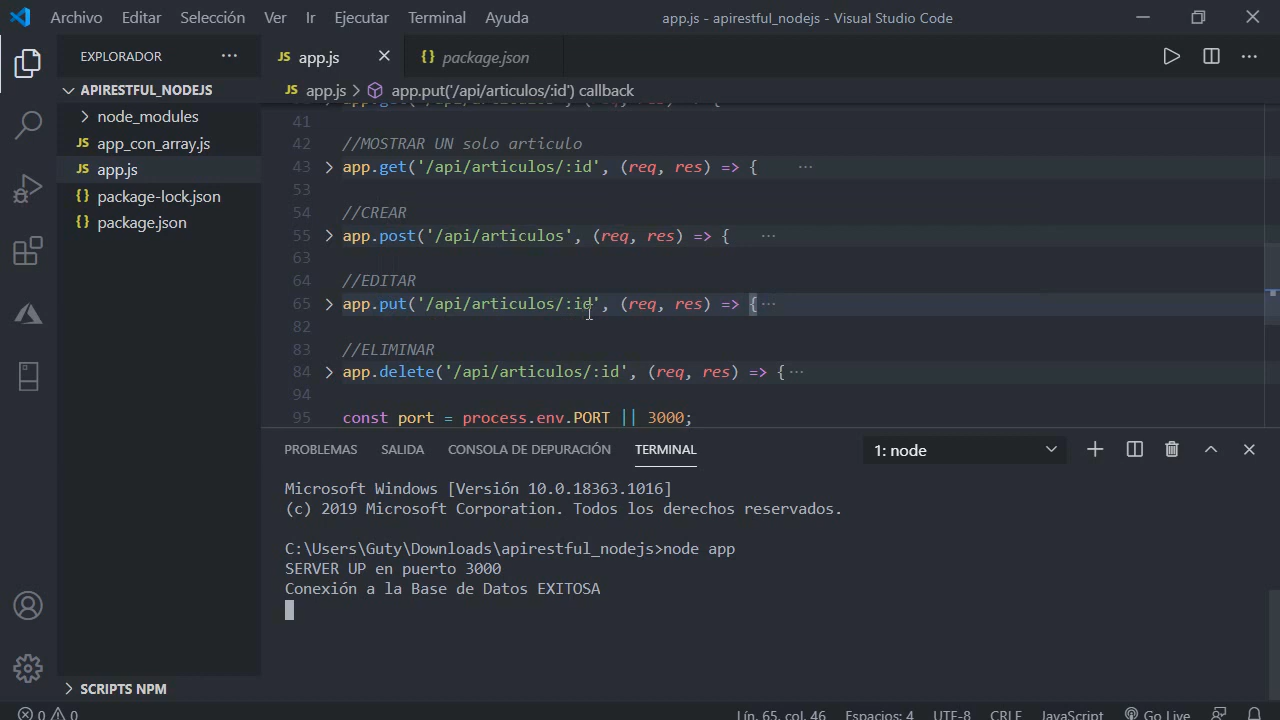 Archivo Editar Selección Ver Ir Ejecutar Terminal Ayuda app.js - apirestful_nodejs - Visual Studio Code
EXPLORADOR ···
JS app.js {} package.json
APIRESTFUL_NODEJS
JS app.js > app.put('/api/articulos/:id') callback
node_modules
JS app_con_array.js
JS app.js
{} package-lock.json
{} package.json
SCRIPTS NPM
41
42 //MOSTRAR UN solo articulo
43 app.get('/api/articulos/:id', (req, res) => { ···
53
54 //CREAR
55 app.post('/api/articulos', (req, res) => { ···
63
64 //EDITAR
65 app.put('/api/articulos/:id', (req, res) => { ···
82
83 //ELIMINAR
84 app.delete('/api/articulos/:id', (req, res) => { ···
94
95 const port = process.env.PORT || 3000;
PROBLEMAS SALIDA CONSOLA DE DEPURACIÓN TERMINAL 1: node
Microsoft Windows [Versión 10.0.18363.1016]
(c) 2019 Microsoft Corporation. Todos los derechos reservados.
C:\Users\Guty\Downloads\apirestful_nodejs>node app
SERVER UP en puerto 3000
Conexión a la Base de Datos EXITOSA
0 0 Lín. 65, col. 46 Espacios: 4 UTF-8 CRLF JavaScript Go Live